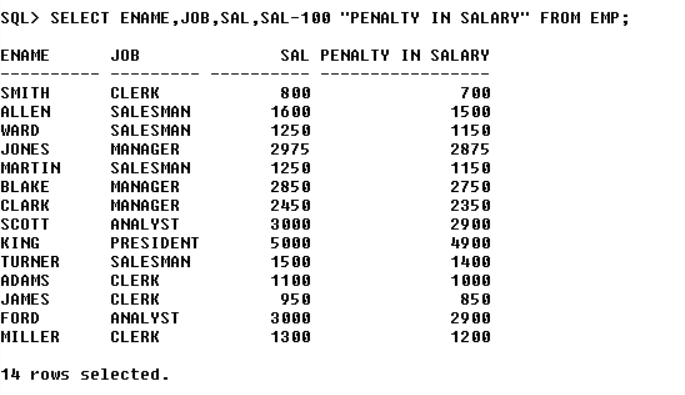 SQL> SELECT ENAME,JOB,SAL,SAL-100 "PENALTY IN SALARY" FROM EMP;
ENAME      JOB              SAL PENALTY IN SALARY
---------- --------- ---------- -----------------
SMITH      CLERK            800               700
ALLEN      SALESMAN        1600              1500
WARD       SALESMAN        1250              1150
JONES      MANAGER         2975              2875
MARTIN     SALESMAN        1250              1150
BLAKE      MANAGER         2850              2750
CLARK      MANAGER         2450              2350
SCOTT      ANALYST         3000              2900
KING       PRESIDENT       5000              4900
TURNER     SALESMAN        1500              1400
ADAMS      CLERK           1100              1000
JAMES      CLERK            950               850
FORD       ANALYST         3000              2900
MILLER     CLERK           1300              1200
14 rows selected.